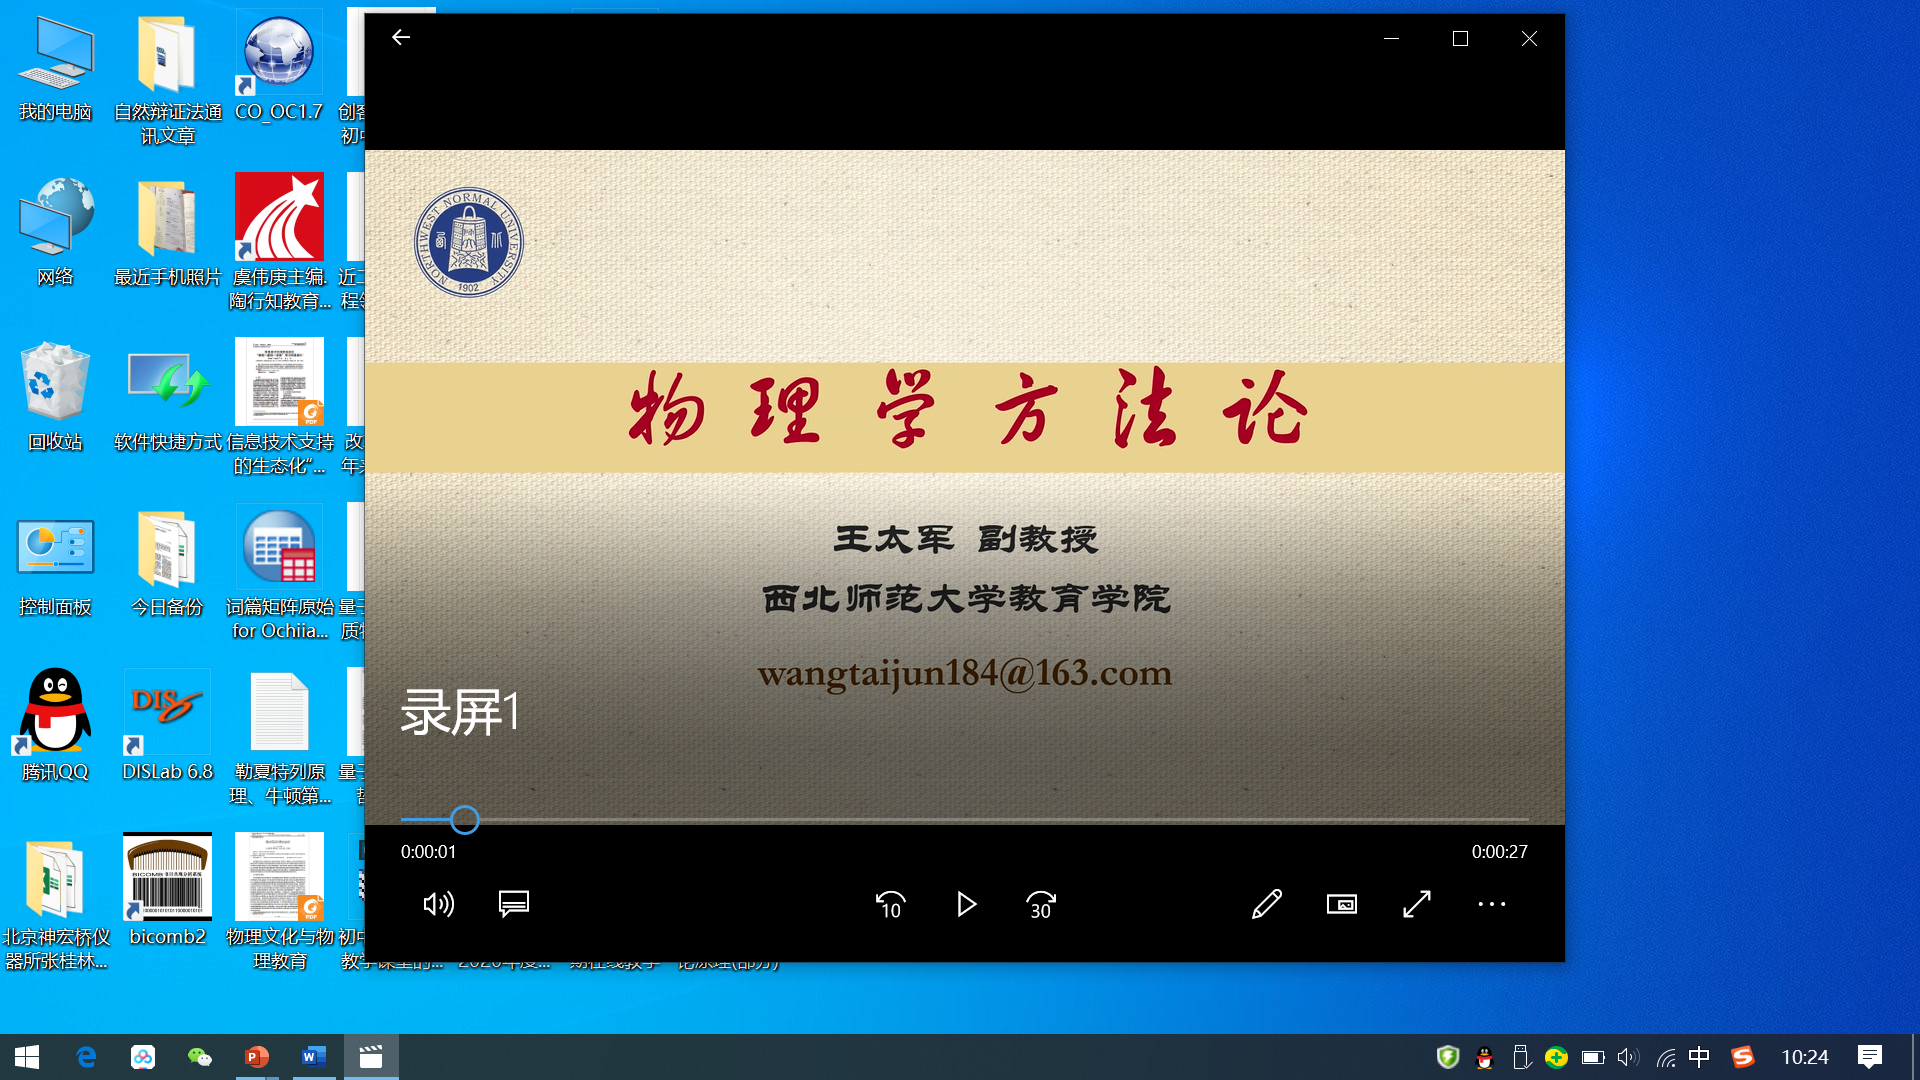 我的电脑
自然辩证法通
讯文章
CO_OC1.7
网络
最近手机照片
虞伟庚主编.
陶行知教育...
回收站
软件快捷方式
信息技术支持
的生态化“...
控制面板
今日备份
词篇矩阵原始
for Ochiia...
腾讯QQ
DISLab 6.8
勒夏特列原
理、牛顿第...
北京神宏桥仪
器所张桂林...
bicomb2
物理文化与物
理教育
NORTHWEST NORMAL UNIVERSITY
1902
物理学方法论
王太军 副教授
西北师范大学教育学院
wangtaijun184@163.com
录屏1
0:00:01
0:00:27
10
30
中
10:24